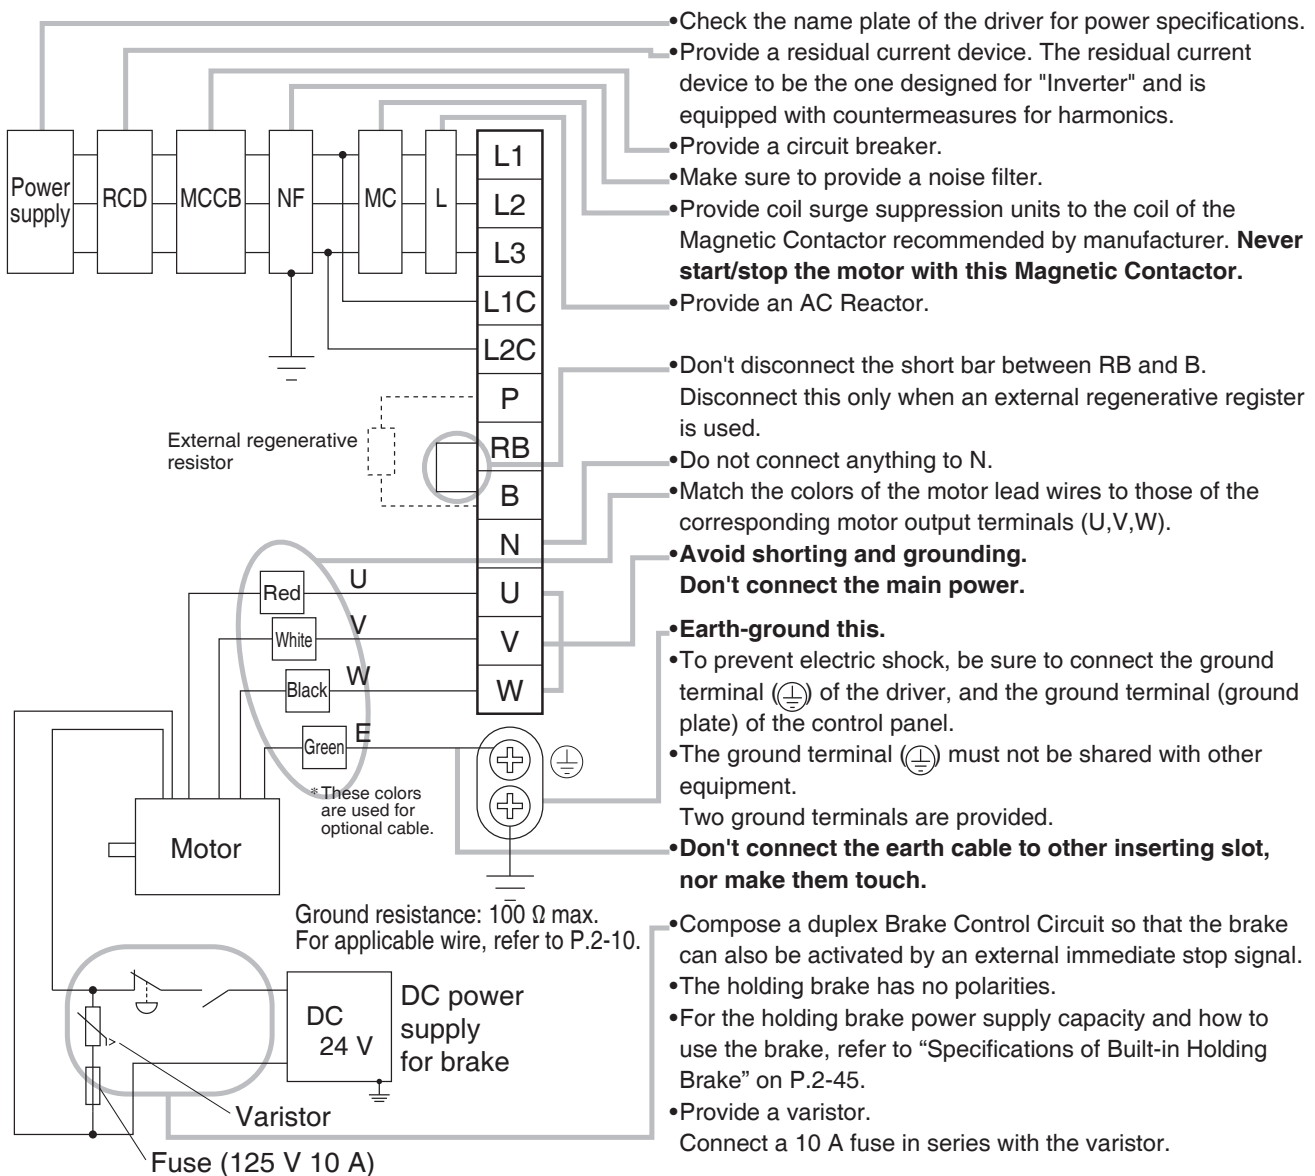 •Check the name plate of the driver for power specifications.
•Provide a residual current device. The residual current
device to be the one designed for "Inverter" and is
equipped with countermeasures for harmonics.
•Provide a circuit breaker.
•Make sure to provide a noise filter.
•Provide coil surge suppression units to the coil of the
Magnetic Contactor recommended by manufacturer. Never
start/stop the motor with this Magnetic Contactor.
•Provide an AC Reactor.
Power
supply
RCD
MCCB
NF
MC
L
L1
L2
L3
L1C
L2C
P
RB
B
N
U
V
W
External regenerative
resistor
•Don't disconnect the short bar between RB and B.
Disconnect this only when an external regenerative register
is used.
•Do not connect anything to N.
•Match the colors of the motor lead wires to those of the
corresponding motor output terminals (U,V,W).
•Avoid shorting and grounding.
Don't connect the main power.
Red
U
White
V
Black
W
Green
E
* These colors
are used for
optional cable.
•Earth-ground this.
•To prevent electric shock, be sure to connect the ground
terminal (⏚) of the driver, and the ground terminal (ground
plate) of the control panel.
•The ground terminal (⏚) must not be shared with other
equipment.
Two ground terminals are provided.
•Don't connect the earth cable to other inserting slot,
nor make them touch.
Motor
Ground resistance: 100 Ω max.
For applicable wire, refer to P.2-10.
DC
24 V
DC power
supply
for brake
Varistor
Fuse (125 V 10 A)
•Compose a duplex Brake Control Circuit so that the brake
can also be activated by an external immediate stop signal.
•The holding brake has no polarities.
•For the holding brake power supply capacity and how to
use the brake, refer to “Specifications of Built-in Holding
Brake” on P.2-45.
•Provide a varistor.
Connect a 10 A fuse in series with the varistor.